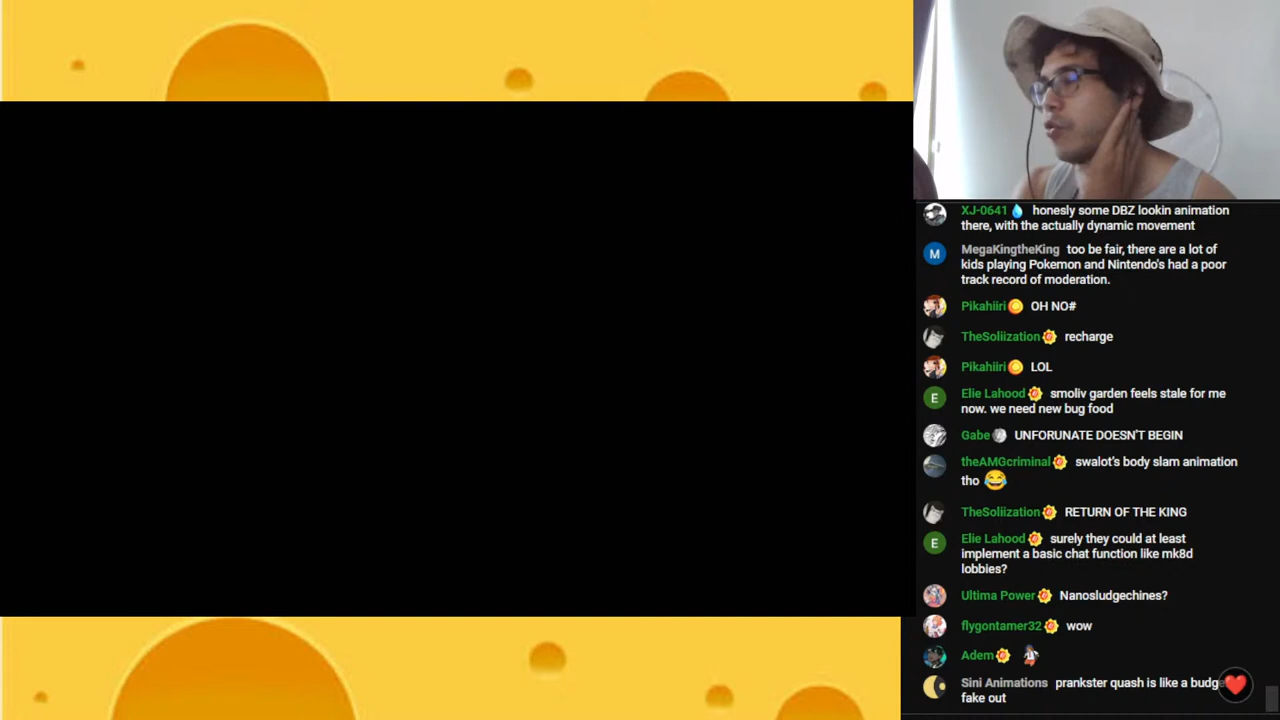 XJ-0641 honesly some DBZ lookin animation
there, with the actually dynamic movement
M
MegaKingtheKing too be fair, there are a lot of
kids playing Pokemon and Nintendo's had a poor
track record of moderation.
Pikahiiri OH NO#
TheSoliization recharge
Pikahiiri LOL
E
Elie Lahood smoliv garden feels stale for me
now. we need new bug food
Gabe UNFORUNATE DOESN'T BEGIN
theAMGcriminal swalot's body slam animation
tho 😂
TheSoliization RETURN OF THE KING
E
Elie Lahood surely they could at least
implement a basic chat function like mk8d
lobbies?
Ultima Power Nanosludgechines?
flygontamer32 wow
Adem
Sini Animations prankster quash is like a
fake out